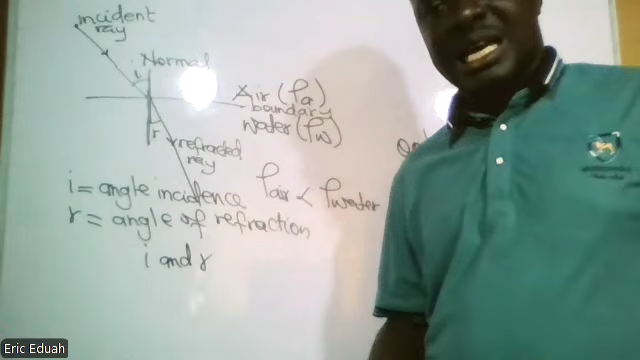 incident
ray
Normal
i
Air (ρa)
boundary
water (ρw)
r
refracted
ray
i = angle incidence
ρair < ρwater
r = angle of refraction
i and r
Eric Eduah